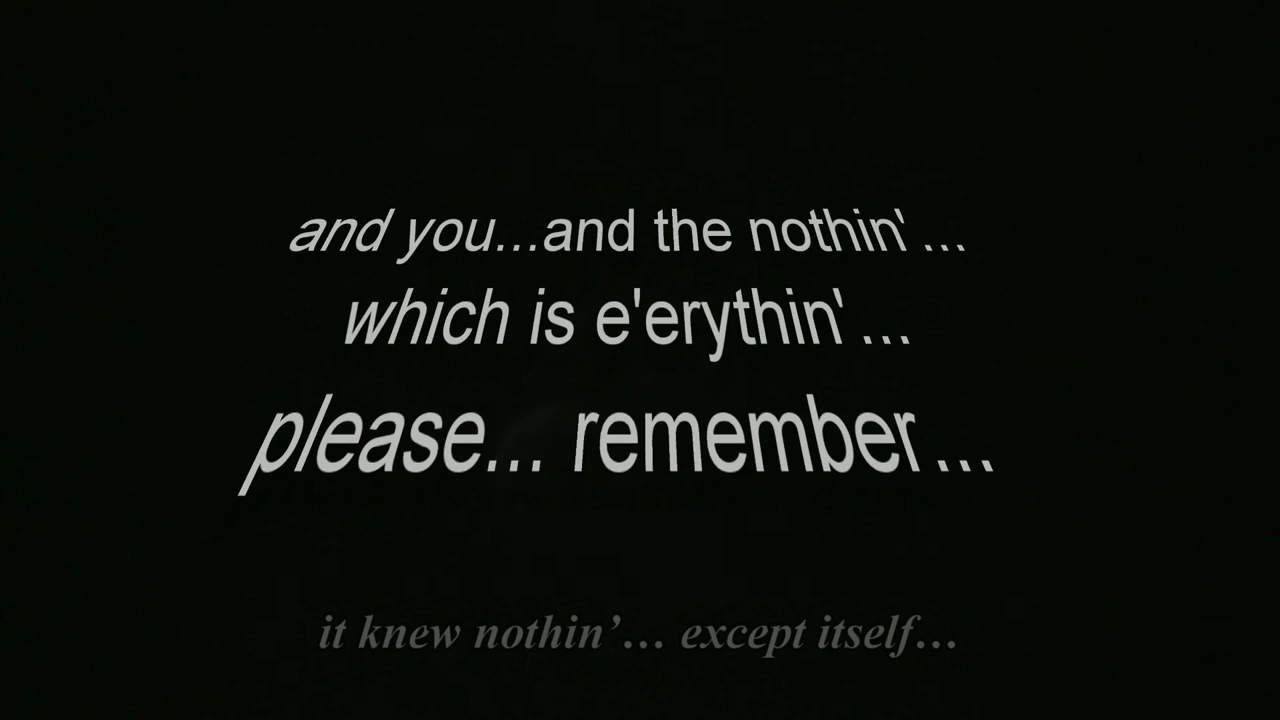 and you...and the nothin' ...
which is e'erythin' ...
please... remember ...
it knew nothin’... except itself...